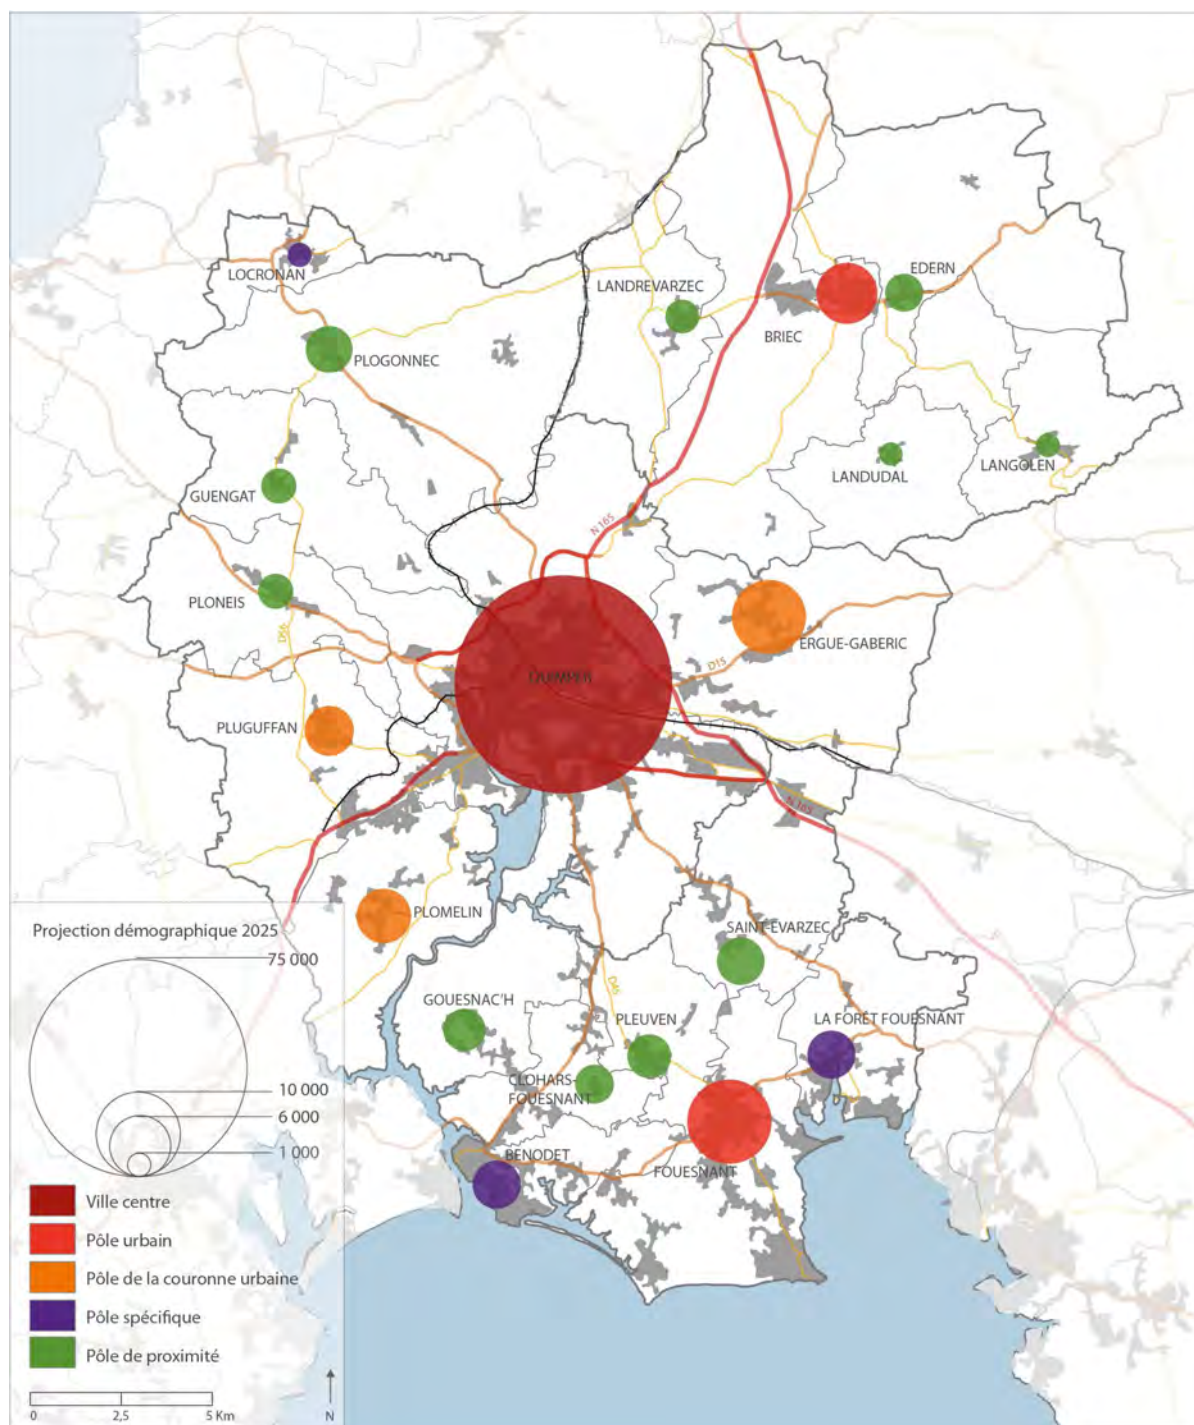 LOCRONAN
EDERN
LANDREVARZEC
BRIEC
PLOGONNEC
LANGOLEN
LANDUDAL
GUENGAT
N 165
PLONEIS
D56
ERGUE-GABERIC
D15
QUIMPER
PLUGUFFAN
N 165
PLOMELIN
SAINT-EVARZEC
D45
GOUESNAC'H
PLEUVEN
LA FORÊT FOUESNANT
CLOHARS-
FOUESNANT
BENODET
FOUESNANT
Projection démographique 2025
75 000
10 000
6 000
1 000
Ville centre
Pôle urbain
Pôle de la couronne urbaine
Pôle spécifique
Pôle de proximité
0 2,5 5 Km
N